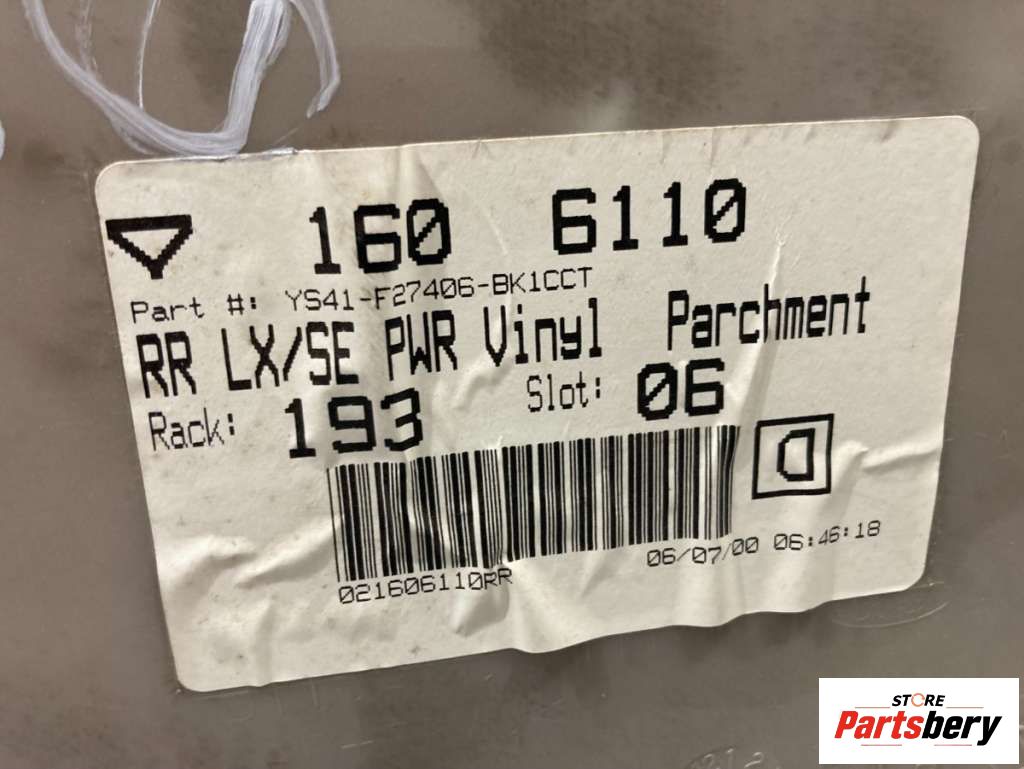 160 6110
Part #: YS41-F27406-BK1CCT
RR LX/SE PWR Vinyl Parchment
Rack: 193 Slot: 06
D
021606110RR 06/07/00 06:46:18
STORE
Partsbery